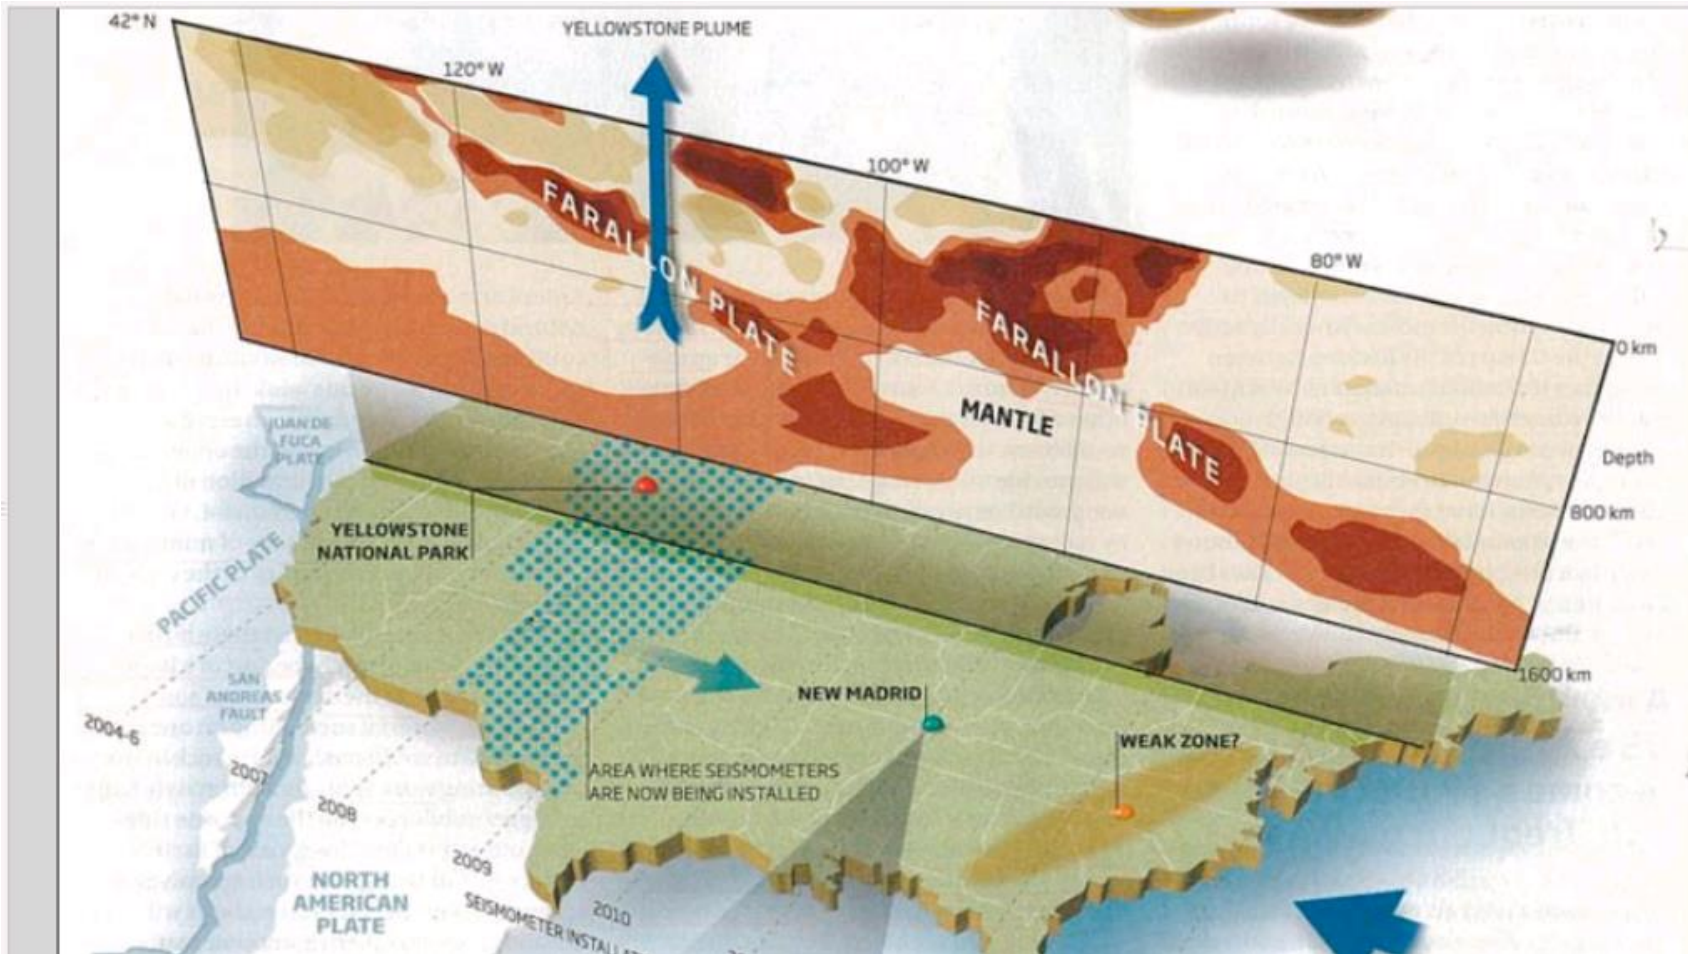 42° N
YELLOWSTONE PLUME
120° W
100° W
80° W
FARALLON PLATE
FARALLON PLATE
MANTLE
0 km
Depth
800 km
1600 km
JUAN DE
FUCA
PLATE
YELLOWSTONE
NATIONAL PARK
PACIFIC PLATE
SAN
ANDREAS
FAULT
NEW MADRID
WEAK ZONE?
AREA WHERE SEISMOMETERS
ARE NOW BEING INSTALLED
2004-6
2007
2008
2009
2010
NORTH
AMERICAN
PLATE
SEISMOMETER